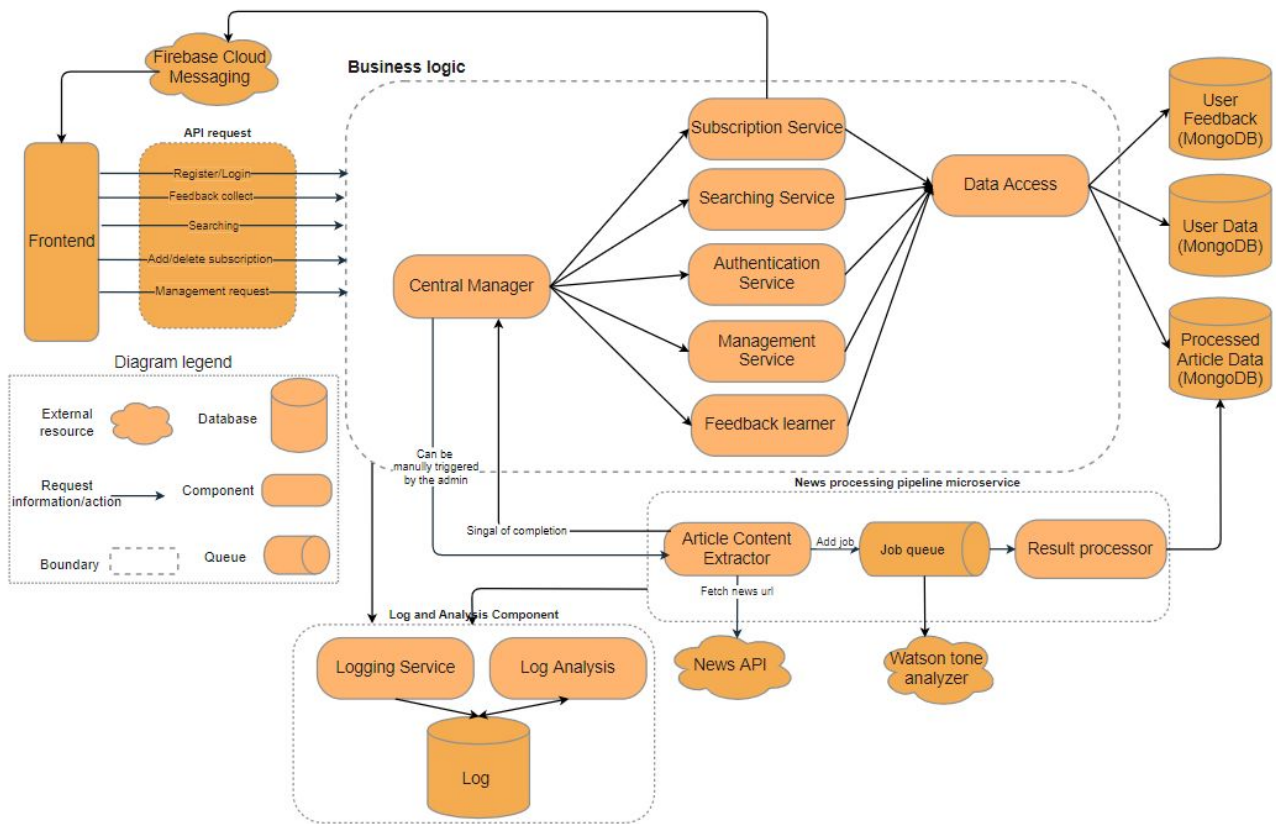 Firebase Cloud
Messaging
Business logic
API request
Frontend
Register/Login
Feedback collect
Searching
Add/delete subscription
Management request
Central Manager
Subscription Service
Searching Service
Authentication
Service
Management
Service
Feedback learner
Data Access
User
Feedback
(MongoDB)
User Data
(MongoDB)
Processed
Article Data
(MongoDB)
Diagram legend
External
resource
Database
Request
information/action
Component
Boundary
Queue
Can be
manully triggered
by the admin
Singal of completion
News processing pipeline microservice
Article Content
Extractor
Add job
Job queue
Result processor
Fetch news url
News API
Watson tone
analyzer
Log and Analysis Component
Logging Service
Log Analysis
Log